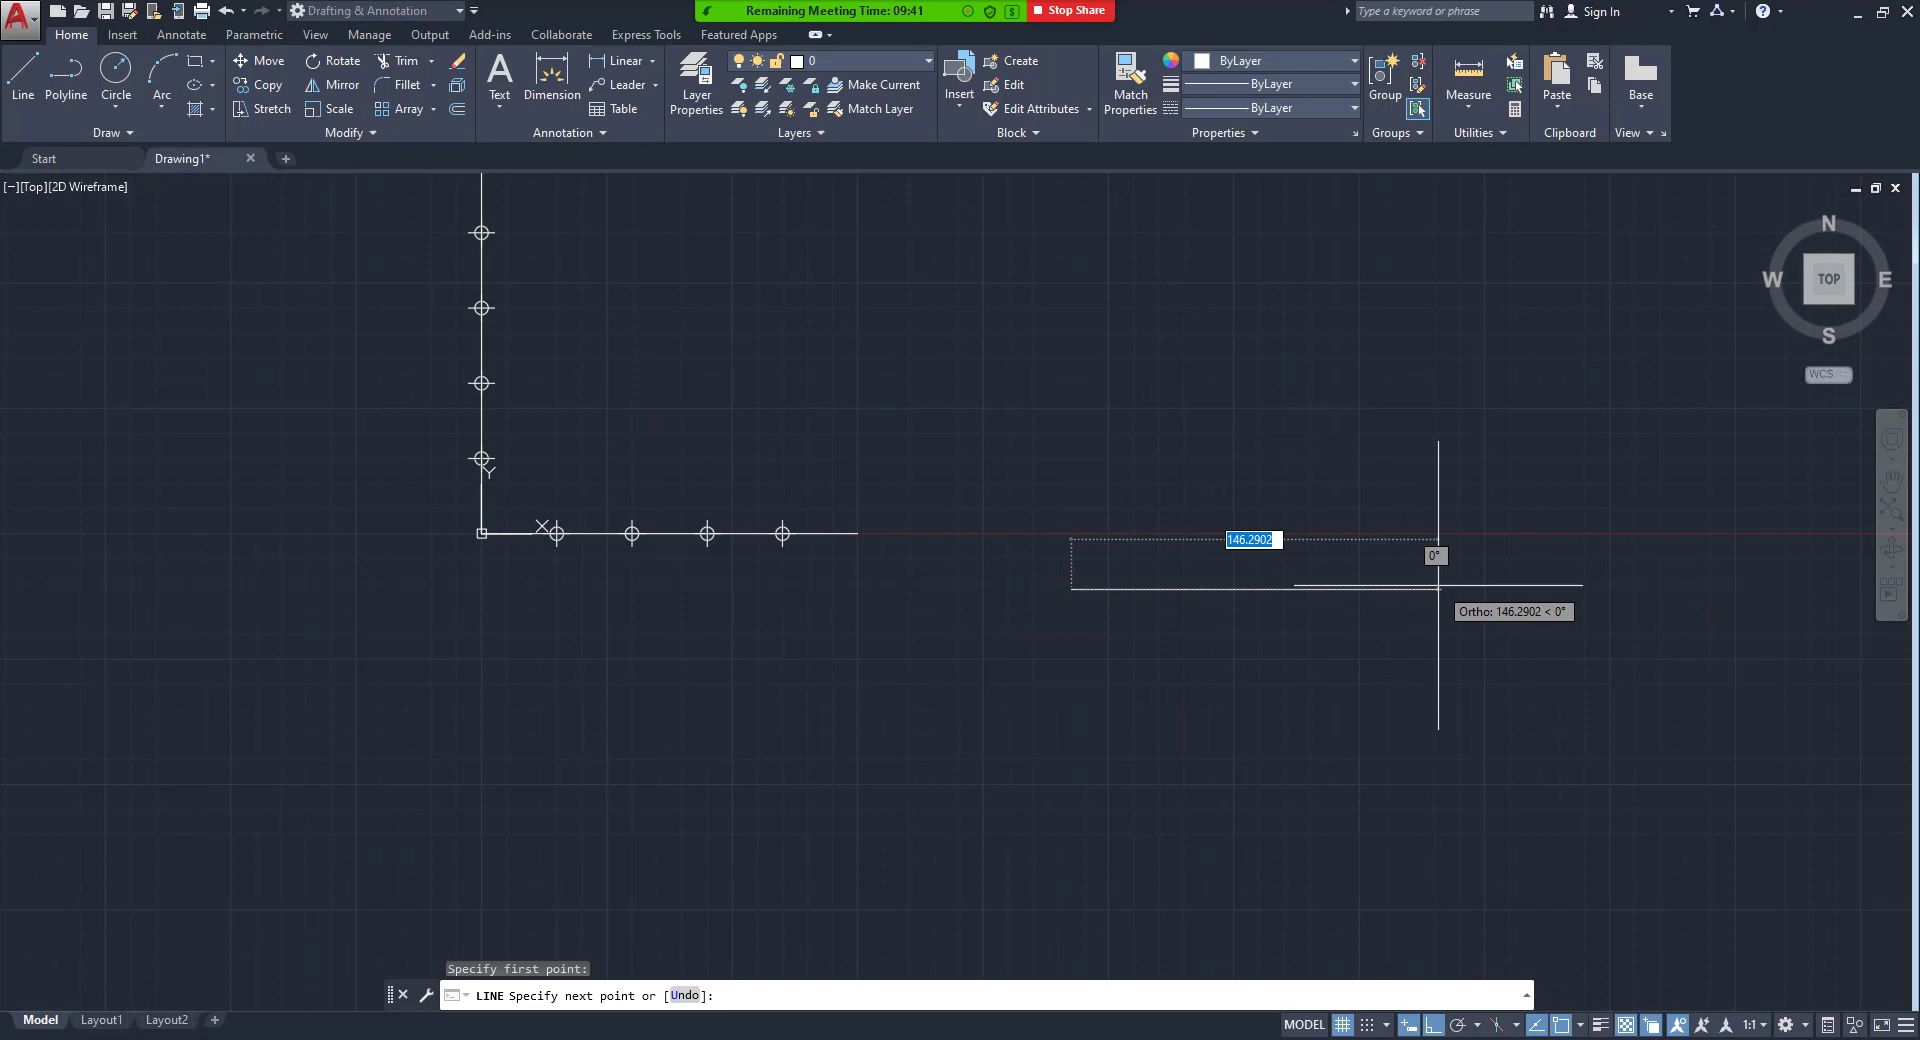 Drafting & Annotation
Remaining Meeting Time: 09:41
Stop Share
Type a keyword or phrase
Sign In
Home Insert Annotate Parametric View Manage Output Add-ins Collaborate Express Tools Featured Apps
Line
Polyline
Circle
Arc
Draw
Move
Rotate
Trim
Copy
Mirror
Fillet
Stretch
Scale
Array
Modify
Text
Dimension
Linear
Leader
Table
Annotation
Layer
Properties
0
Make Current
Match Layer
Layers
Insert
Create
Edit
Edit Attributes
Block
Match
Properties
ByLayer
ByLayer
ByLayer
Properties
Group
Groups
Measure
Utilities
Paste
Clipboard
Base
View
Start
Drawing1*
[−][Top][2D Wireframe]
N
W
TOP
E
S
WCS
Y
X
146.2902
0°
Ortho: 146.2902 < 0°
Specify first point:
LINE Specify next point or [Undo]:
Model Layout1 Layout2
MODEL
1:1